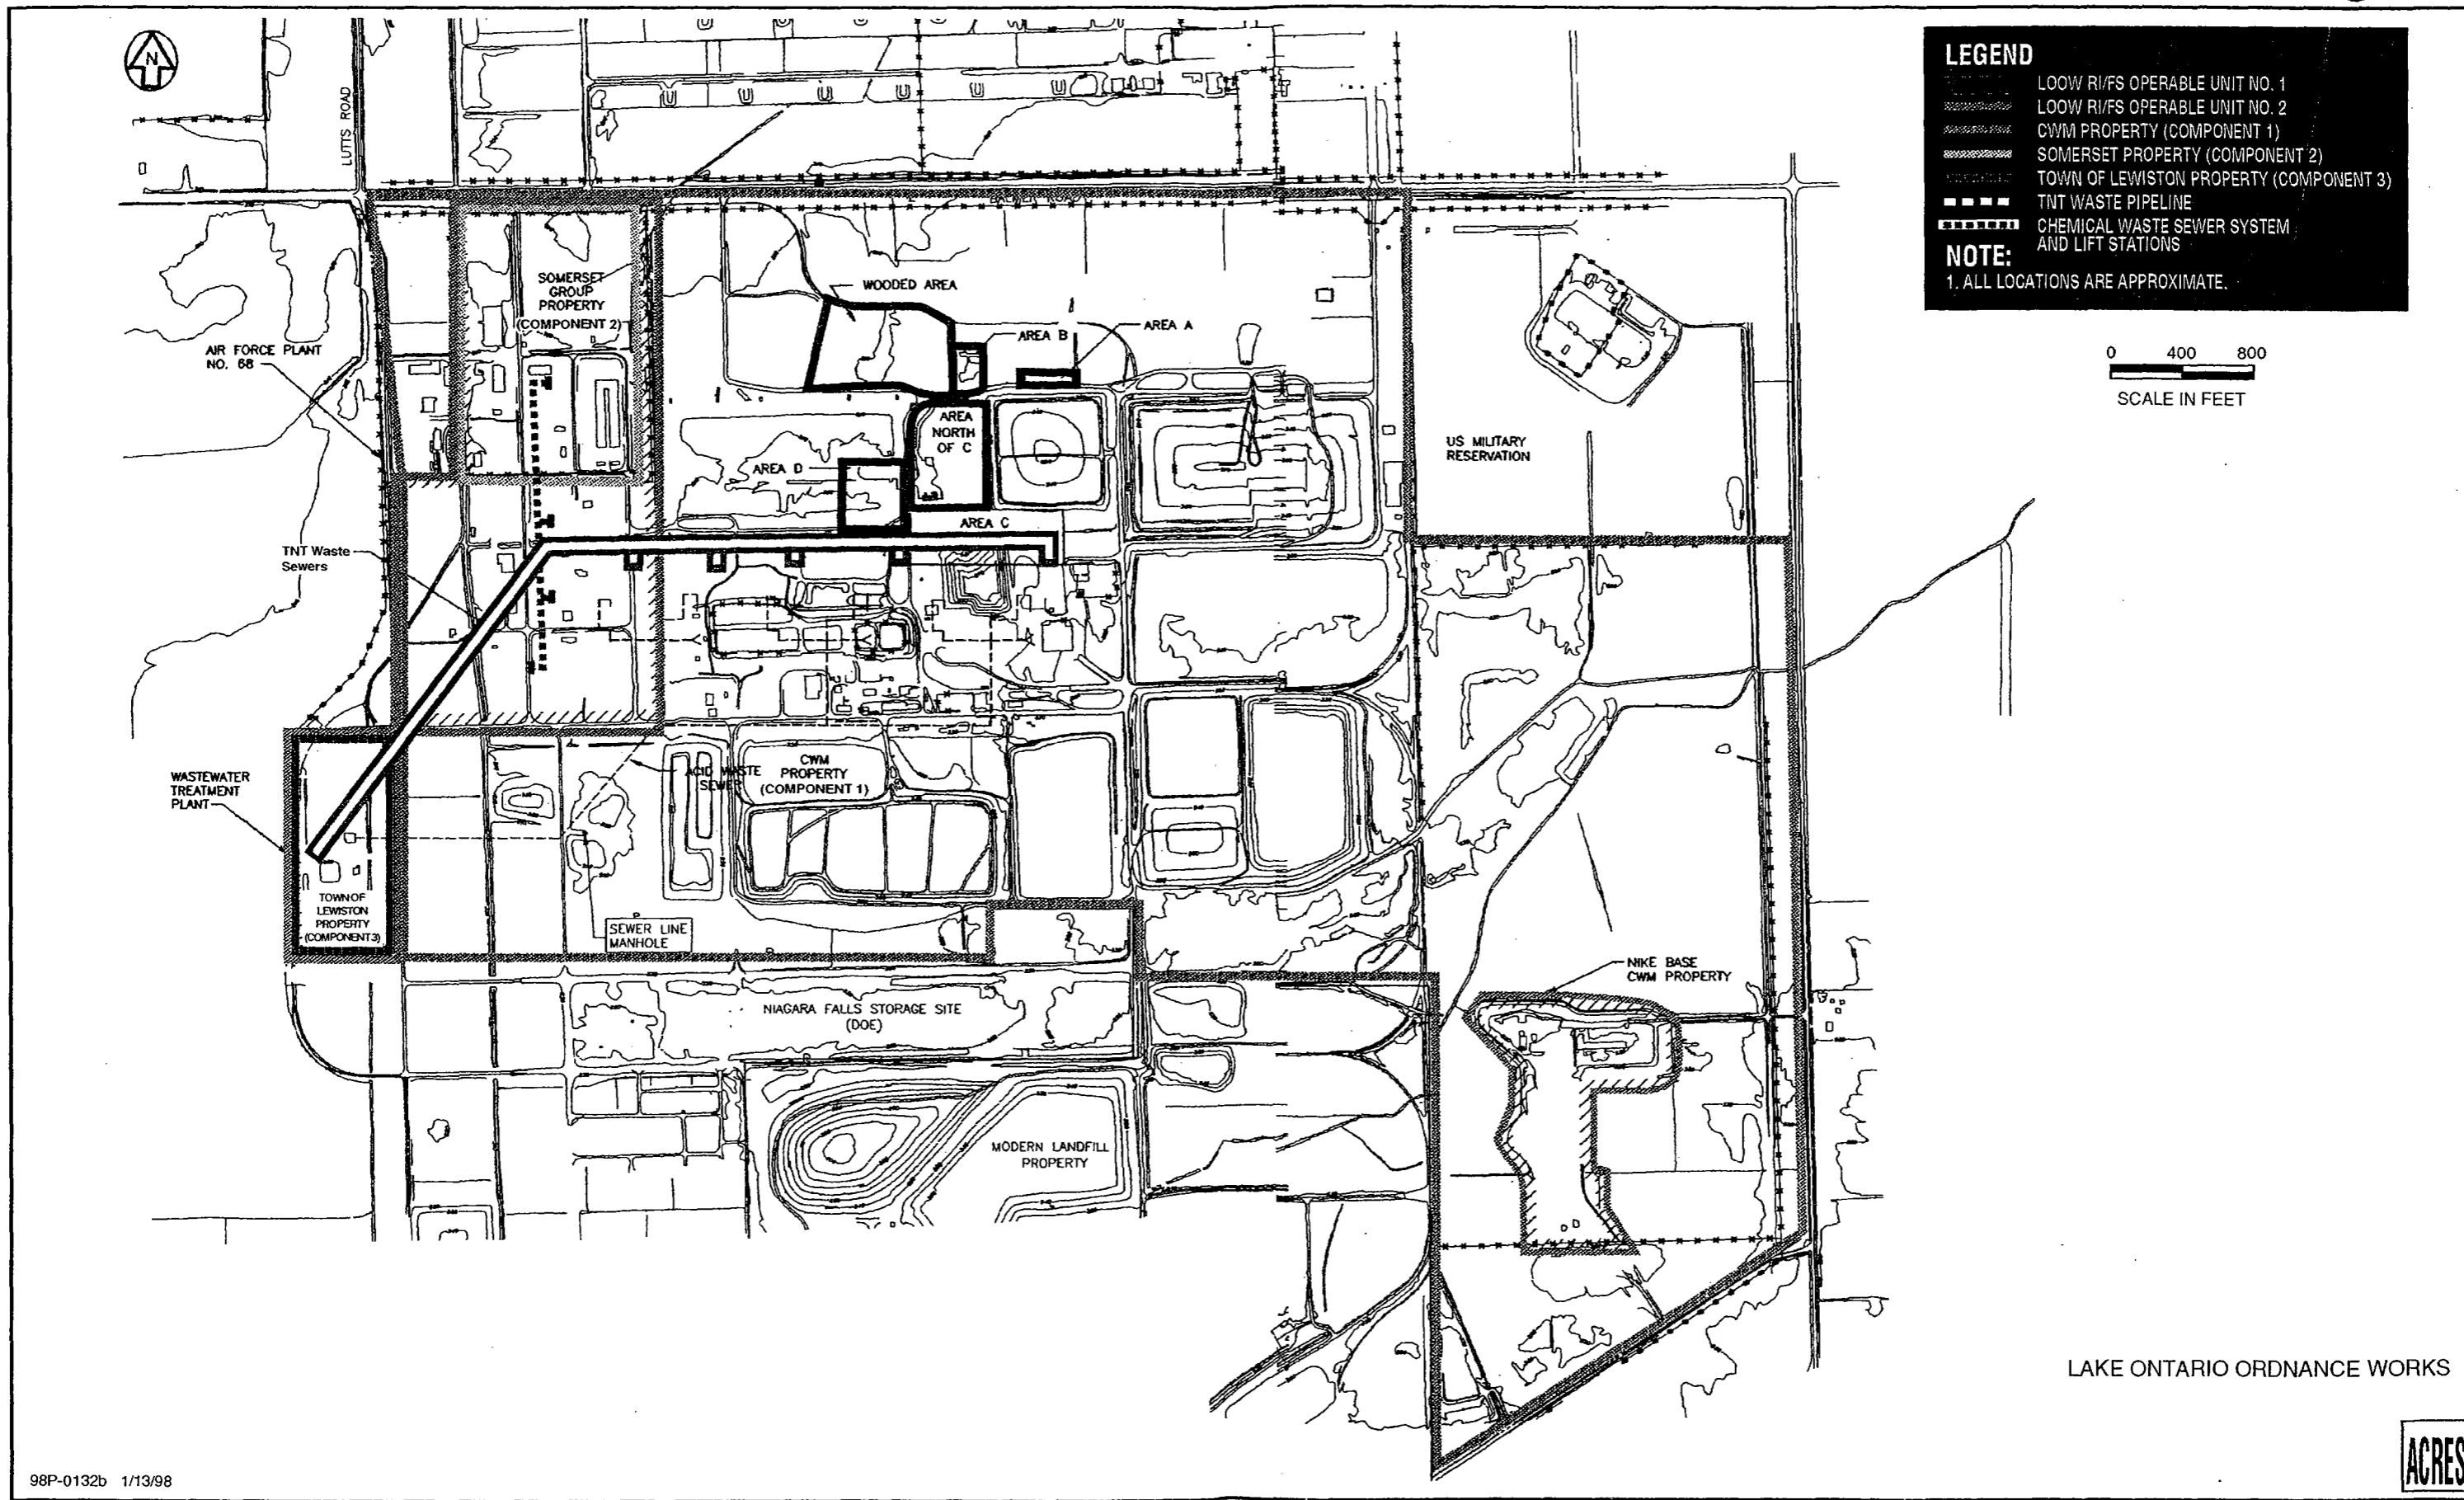 N
LUTTS ROAD
LEGEND
LOOW RI/FS OPERABLE UNIT NO. 1
LOOW RI/FS OPERABLE UNIT NO. 2
CWM PROPERTY (COMPONENT 1)
SOMERSET PROPERTY (COMPONENT 2)
TOWN OF LEWISTON PROPERTY (COMPONENT 3)
TNT WASTE PIPELINE
CHEMICAL WASTE SEWER SYSTEM
AND LIFT STATIONS
NOTE:
1. ALL LOCATIONS ARE APPROXIMATE.
0 400 800
SCALE IN FEET
SOMERSET
GROUP
PROPERTY
(COMPONENT 2)
WOODED AREA
AREA B
AREA A
AIR FORCE PLANT
NO. 68
AREA
NORTH
OF C
AREA D
AREA C
US MILITARY
RESERVATION
TNT Waste
Sewers
WASTEWATER
TREATMENT
PLANT
ACID WASTE
SEWER
CWM
PROPERTY
(COMPONENT 1)
TOWN OF
LEWISTON
PROPERTY
(COMPONENT 3)
SEWER LINE
MANHOLE
NIKE BASE
CWM PROPERTY
NIAGARA FALLS STORAGE SITE
(DOE)
MODERN LANDFILL
PROPERTY
LAKE ONTARIO ORDNANCE WORKS
ACRES
98P-0132b 1/13/98